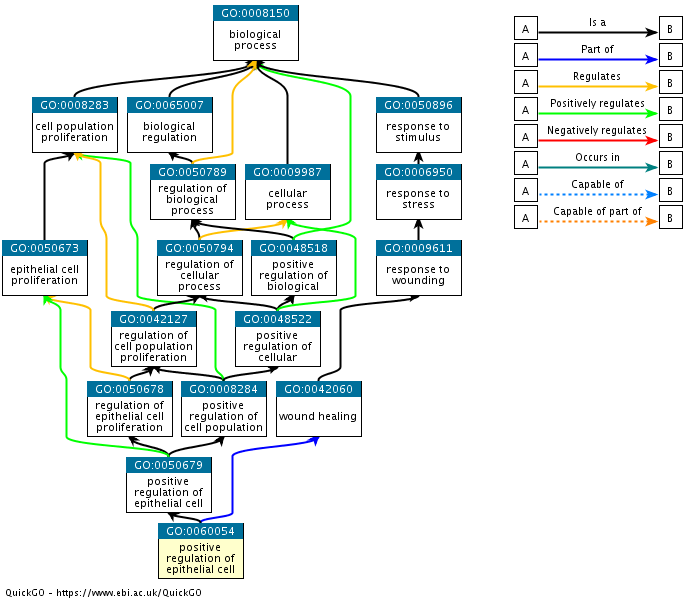 GO:0008150
biological
process
A
Is a
B
A
Part of
B
A
Regulates
B
A
Positively regulates
B
A
Negatively regulates
B
A
Occurs in
B
A
Capable of
B
A
Capable of part of
B
GO:0008283
cell population
proliferation
GO:0065007
biological
regulation
GO:0050896
response to
stimulus
GO:0050789
regulation of
biological
process
GO:0009987
cellular
process
GO:0006950
response to
stress
GO:0050673
epithelial cell
proliferation
GO:0050794
regulation of
cellular
process
GO:0048518
positive
regulation of
biological
GO:0009611
response to
wounding
GO:0042127
regulation of
cell population
proliferation
GO:0048522
positive
regulation of
cellular
GO:0050678
regulation of
epithelial cell
proliferation
GO:0008284
positive
regulation of
cell population
GO:0042060
wound healing
GO:0050679
positive
regulation of
epithelial cell
GO:0060054
positive
regulation of
epithelial cell
QuickGO - https://www.ebi.ac.uk/QuickGO